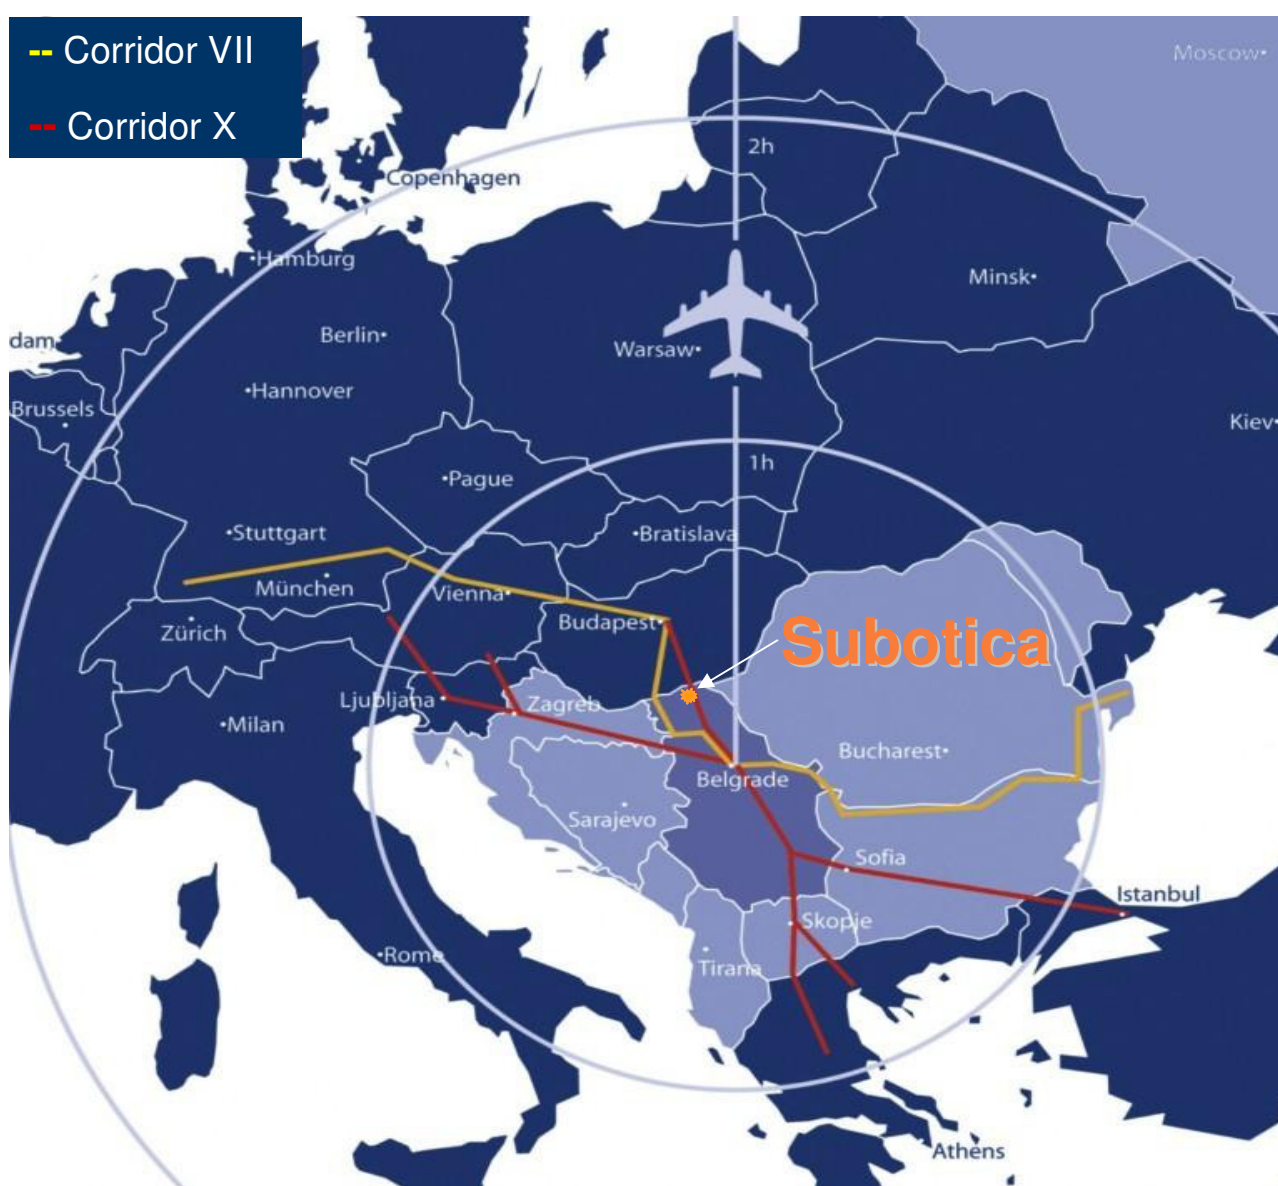 -- Corridor VII
-- Corridor X
Moscow
2h
Copenhagen
Hamburg
Minsk
Berlin
dam
Warsaw
Hannover
Brussels
Kiev
1h
Pague
Stuttgart
Bratislava
München
Vienna
Zürich
Budapest
Subotica
Ljubljana
Zagreb
Milan
Bucharest
Belgrade
Sarajevo
Sofia
Istanbul
Skopje
Rome
Tirana
Athens